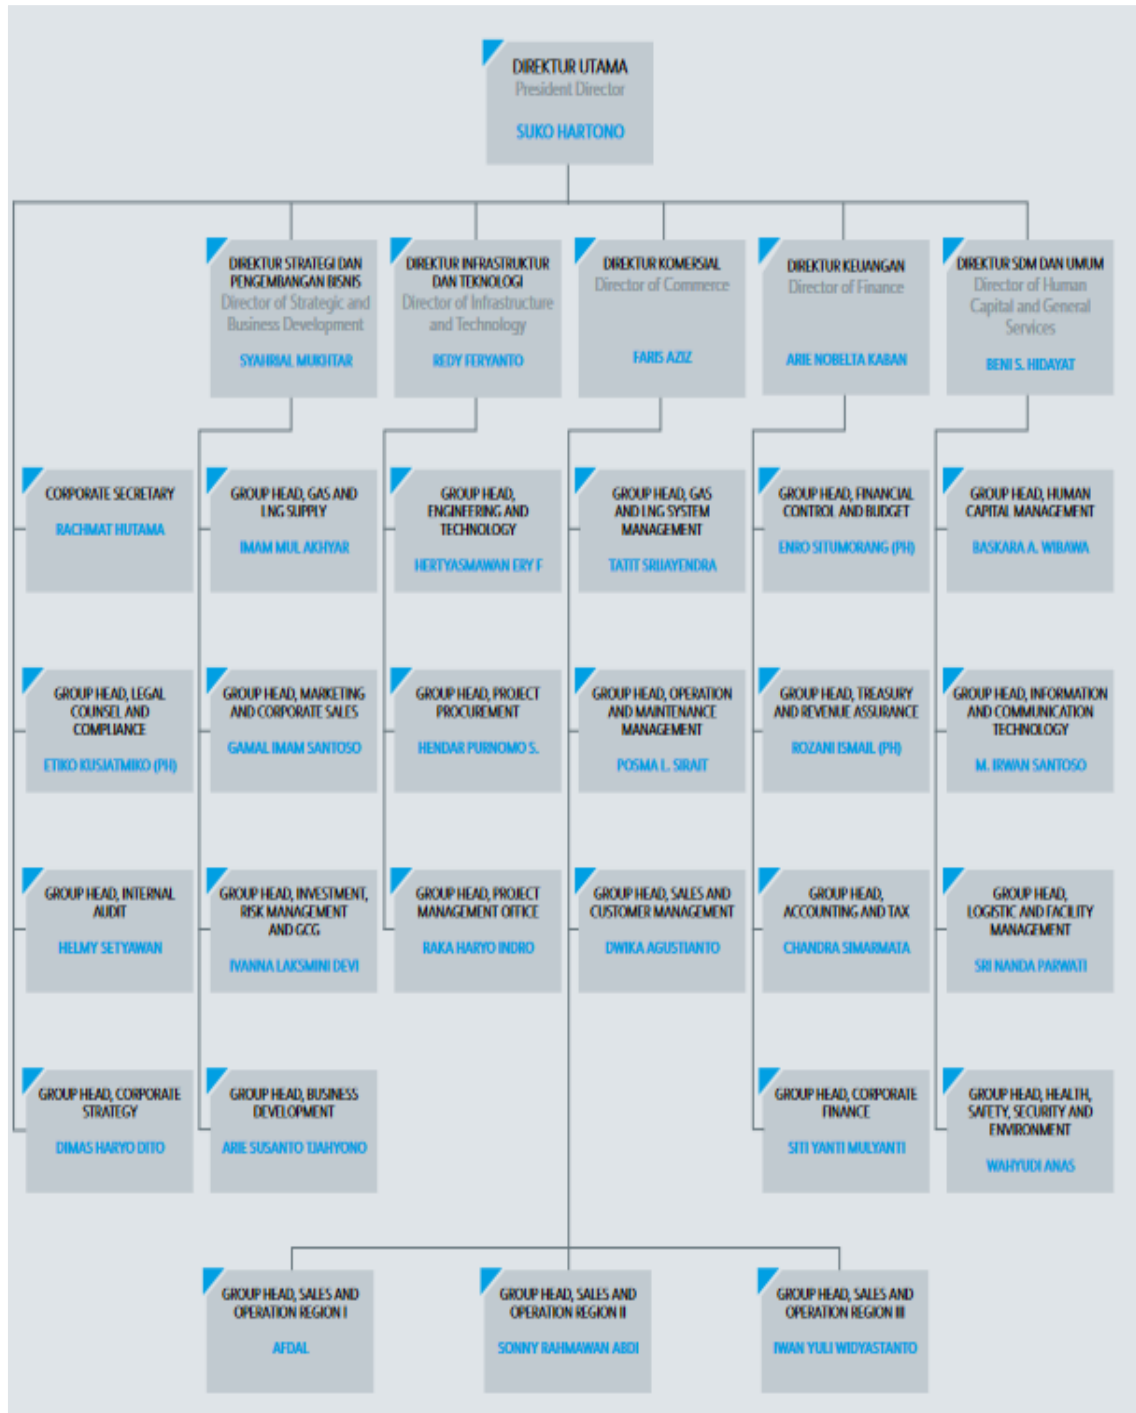 DIREKTUR UTAMA
President Director
SUKO HARTONO
DIREKTUR STRATEGI DAN
PENGEMBANGAN BISNIS
Director of Strategic and
Business Development
SYAHRIAL MUKHTAR
DIREKTUR INFRASTRUKTUR
DAN TEKNOLOGI
Director of Infrastructure
and Technology
REDY FERYANTO
DIREKTUR KOMERSIAL
Director of Commerce
FARIS AZIZ
DIREKTUR KEUANGAN
Director of Finance
ARIE NOBELTA KABAN
DIREKTUR SDM DAN UMUM
Director of Human
Capital and General
Services
BENI S. HIDAYAT
CORPORATE SECRETARY
RACHMAT HUTAMA
GROUP HEAD, GAS AND
LNG SUPPLY
IMAM MUL AKHYAR
GROUP HEAD,
ENGINEERING AND
TECHNOLOGY
HERTYASMAWAN ERY F
GROUP HEAD, GAS
AND LNG SYSTEM
MANAGEMENT
TATIT SRIJAYENDRA
GROUP HEAD, FINANCIAL
CONTROL AND BUDGET
ENRO SITUMORANG (PH)
GROUP HEAD, HUMAN
CAPITAL MANAGEMENT
BASKARA A. WIBAWA
GROUP HEAD, LEGAL
COUNSEL AND
COMPLIANCE
ETIKO KUSJATMIKO (PH)
GROUP HEAD, MARKETING
AND CORPORATE SALES
GAMAL IMAM SANTOSO
GROUP HEAD, PROJECT
PROCUREMENT
HENDAR PURNOMO S.
GROUP HEAD, OPERATION
AND MAINTENANCE
MANAGEMENT
POSMA L. SIRAIT
GROUP HEAD, TREASURY
AND REVENUE ASSURANCE
ROZANI ISMAIL (PH)
GROUP HEAD, INFORMATION
AND COMMUNICATION
TECHNOLOGY
M. IRWAN SANTOSO
GROUP HEAD, INTERNAL
AUDIT
HELMY SETYAWAN
GROUP HEAD, INVESTMENT,
RISK MANAGEMENT
AND GCG
IVANNA LAKSMINI DEVI
GROUP HEAD, PROJECT
MANAGEMENT OFFICE
RAKA HARYO INDRO
GROUP HEAD, SALES AND
CUSTOMER MANAGEMENT
DWIKA AGUSTIANTO
GROUP HEAD,
ACCOUNTING AND TAX
CHANDRA SIMARMATA
GROUP HEAD,
LOGISTIC AND FACILITY
MANAGEMENT
SRI NANDA PARWATI
GROUP HEAD, CORPORATE
STRATEGY
DIMAS HARYO DITO
GROUP HEAD, BUSINESS
DEVELOPMENT
ARIE SUSANTO TJAHYONO
GROUP HEAD, CORPORATE
FINANCE
SITI YANTI MULYANTI
GROUP HEAD, HEALTH,
SAFETY, SECURITY AND
ENVIRONMENT
WAHYUDI ANAS
GROUP HEAD, SALES AND
OPERATION REGION I
AFDAL
GROUP HEAD, SALES AND
OPERATION REGION II
SONNY RAHMAWAN ABDI
GROUP HEAD, SALES AND
OPERATION REGION III
IWAN YULI WIDYASTANTO